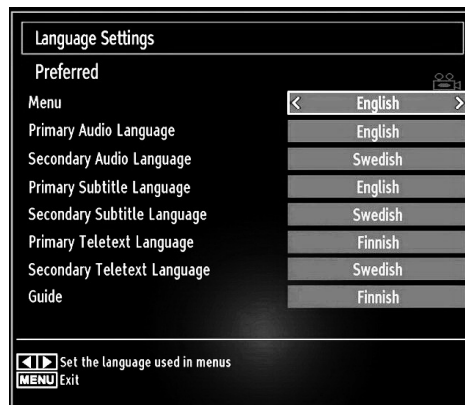 Language Settings
Preferred
Menu English
Primary Audio Language English
Secondary Audio Language Swedish
Primary Subtitle Language English
Secondary Subtitle Language Swedish
Primary Teletext Language Finnish
Secondary Teletext Language Swedish
Guide Finnish
Set the language used in menus
MENU Exit